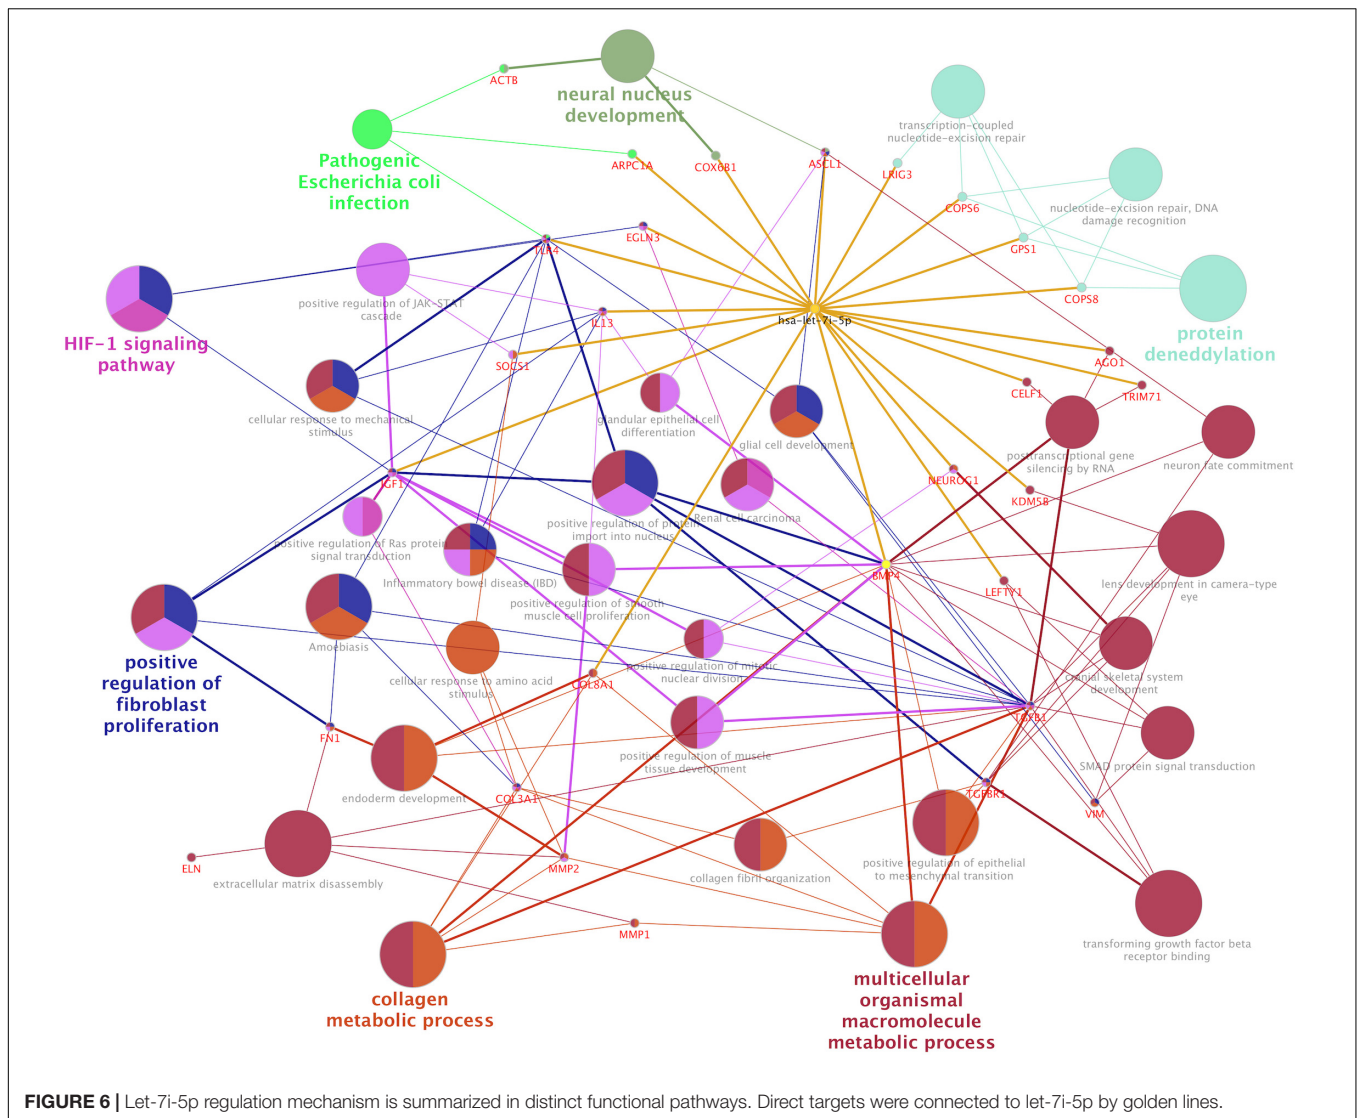 ACTB
neural nucleus
development
transcription-coupled
nucleotide-excision repair
Pathogenic
Escherichia coli
infection
ARPC1A
COX6B1
ASCL1
LRIG3
COPS6
nucleotide-excision repair, DNA
damage recognition
EGLN3
TLR4
GPS1
COPS8
positive regulation of JAK-STAT
cascade
HIF-1 signaling
pathway
IL13
hsa-let-7i-5p
protein
deneddylation
SOCS1
AGO1
CELF1
TRIM71
cellular response to mechanical
stimulus
glandular epithelial cell
differentiation
glial cell development
posttranscriptional gene
silencing by RNA
neuron fate commitment
IGF1
NEUROG1
KDM5B
positive regulation of protein
import into nucleus
Renal cell carcinoma
positive regulation of Ras protein
signal transduction
Inflammatory bowel disease (IBD)
positive regulation of smooth
muscle cell proliferation
BMP4
LEFTY1
lens development in camera-type
eye
Amoebiasis
positive
regulation of
fibroblast
proliferation
cellular response to amino acid
stimulus
COL8A1
positive regulation of mitotic
nuclear division
cranial skeletal system
development
FN1
TGFB1
positive regulation of muscle
tissue development
SMAD protein signal transduction
endoderm development
COL3A1
TGFBR1
VIM
ELN
extracellular matrix disassembly
MMP2
collagen fibril organization
positive regulation of epithelial
to mesenchymal transition
MMP1
transforming growth factor beta
receptor binding
collagen
metabolic process
multicellular
organismal
macromolecule
metabolic process
FIGURE 6 | Let-7i-5p regulation mechanism is summarized in distinct functional pathways. Direct targets were connected to let-7i-5p by golden lines.